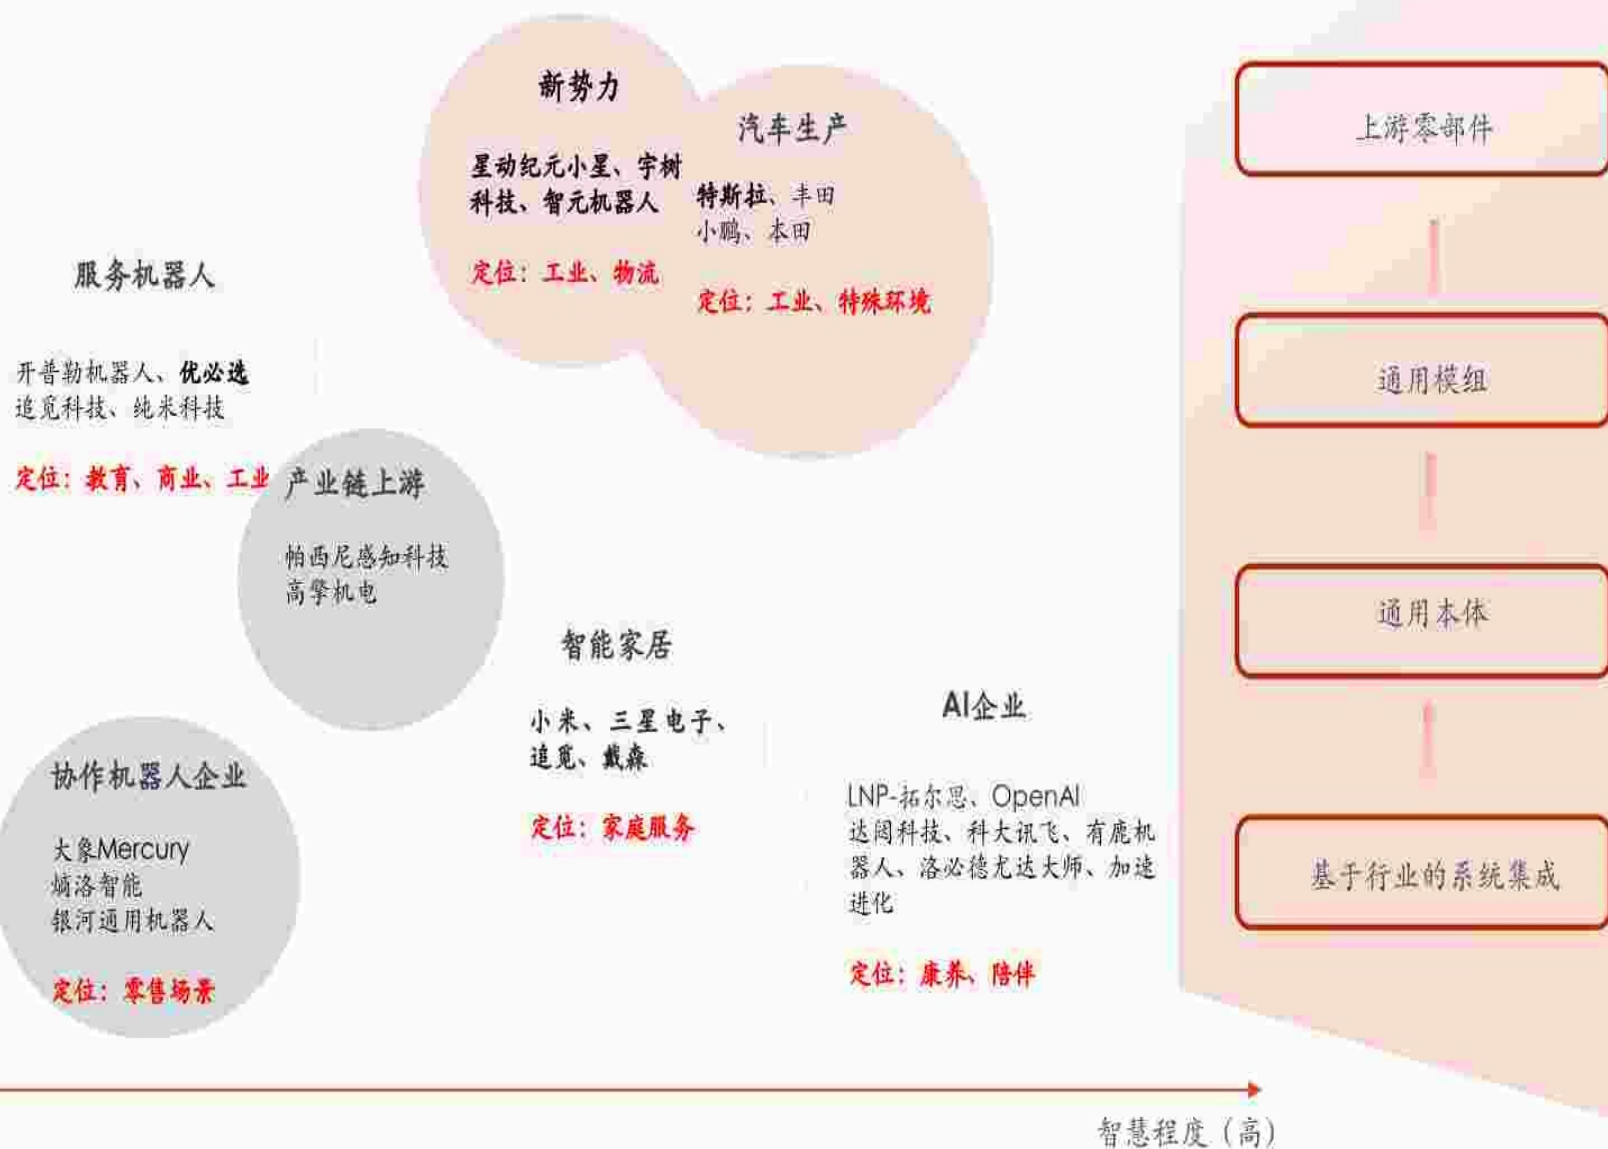 新势力
星动纪元小星、宇树
科技、智元机器人
定位：工业、物流
汽车生产
特斯拉、丰田
小鹏、本田
定位：工业、特殊环境
服务机器人
开普勒机器人、优必选
追觅科技、纯米科技
定位：教育、商业、工业
产业链上游
帕西尼感知科技
高擎机电
智能家居
小米、三星电子、
追觅、戴森
定位：家庭服务
AI企业
LNP-拓尔思、OpenAI
达闼科技、科大讯飞、有鹿机
器人、洛必德尤达大师、加速
进化
定位：康养、陪伴
协作机器人企业
大象Mercury
熵洛智能
银河通用机器人
定位：零售场景
智慧程度（高）
上游零部件
通用模组
通用本体
基于行业的系统集成